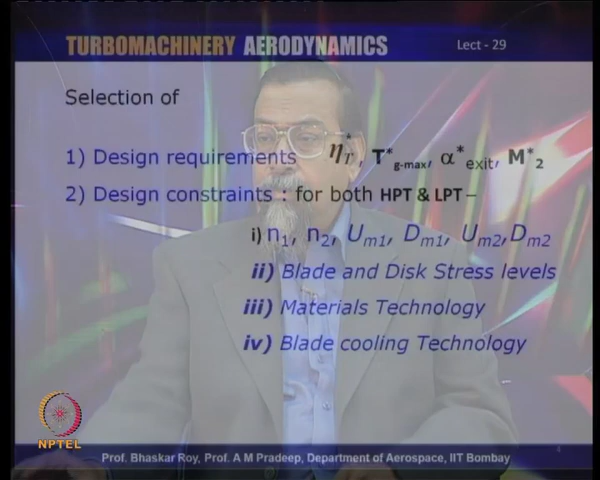 TURBOMACHINERY AERODYNAMICS
Lect - 29
Selection of
1) Design requirements η̄*T, T*g-max, α*exit, M*2
2) Design constraints : for both HPT & LPT –
i) n1, n2, Um1, Dm1, Um2, Dm2
ii) Blade and Disk Stress levels
iii) Materials Technology
iv) Blade cooling Technology
NPTEL
Prof. Bhaskar Roy, Prof. A M Pradeep, Department of Aerospace, IIT Bombay
4